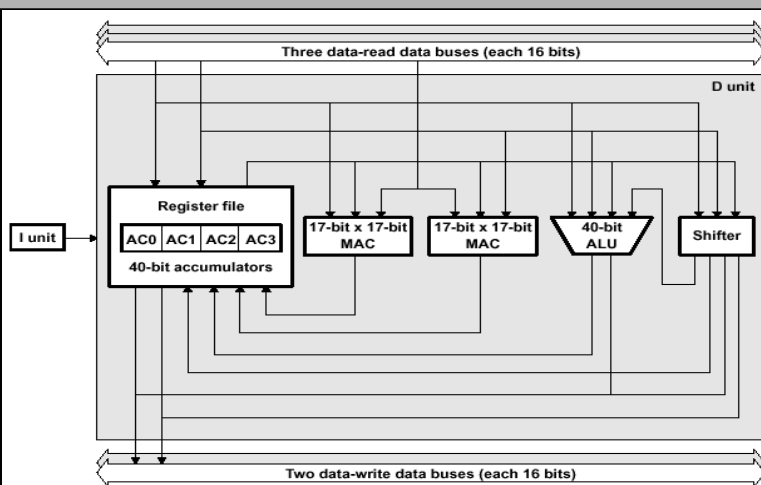 Three data-read data buses (each 16 bits)
D unit
Register file
AC0 AC1 AC2 AC3
40-bit accumulators
I unit
17-bit x 17-bit
MAC
17-bit x 17-bit
MAC
40-bit
ALU
Shifter
Two data-write data buses (each 16 bits)